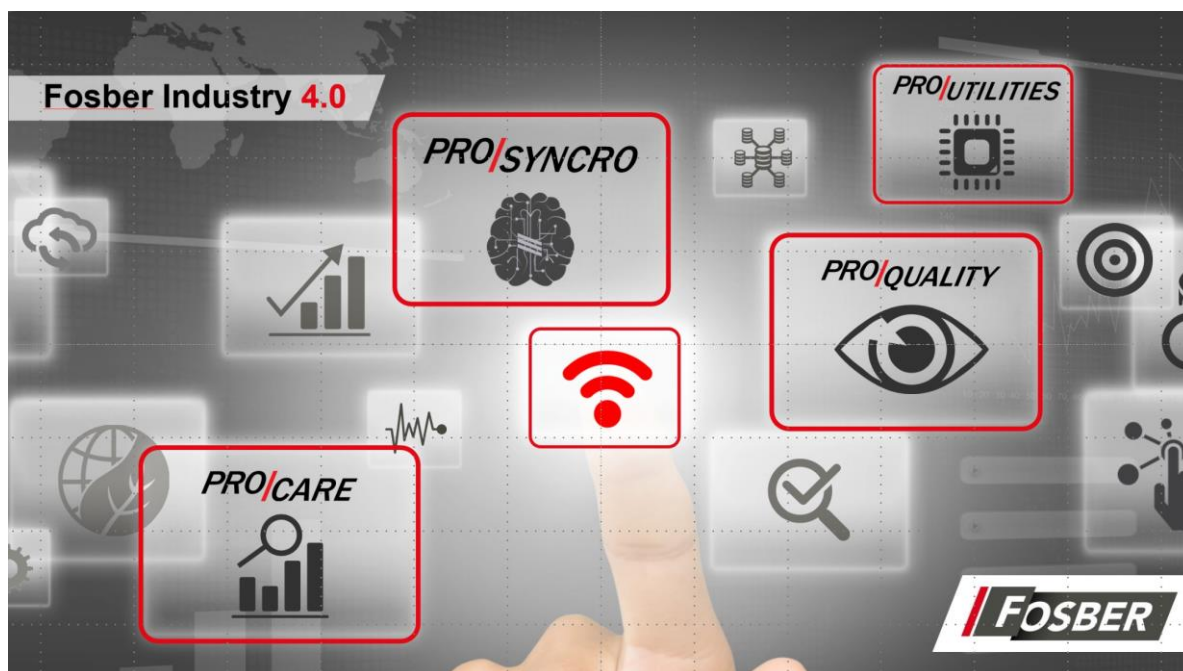 Fosber Industry 4.0
PRO/UTILITIES
PRO/SYNCRO
PRO/QUALITY
PRO/CARE
FOSBER